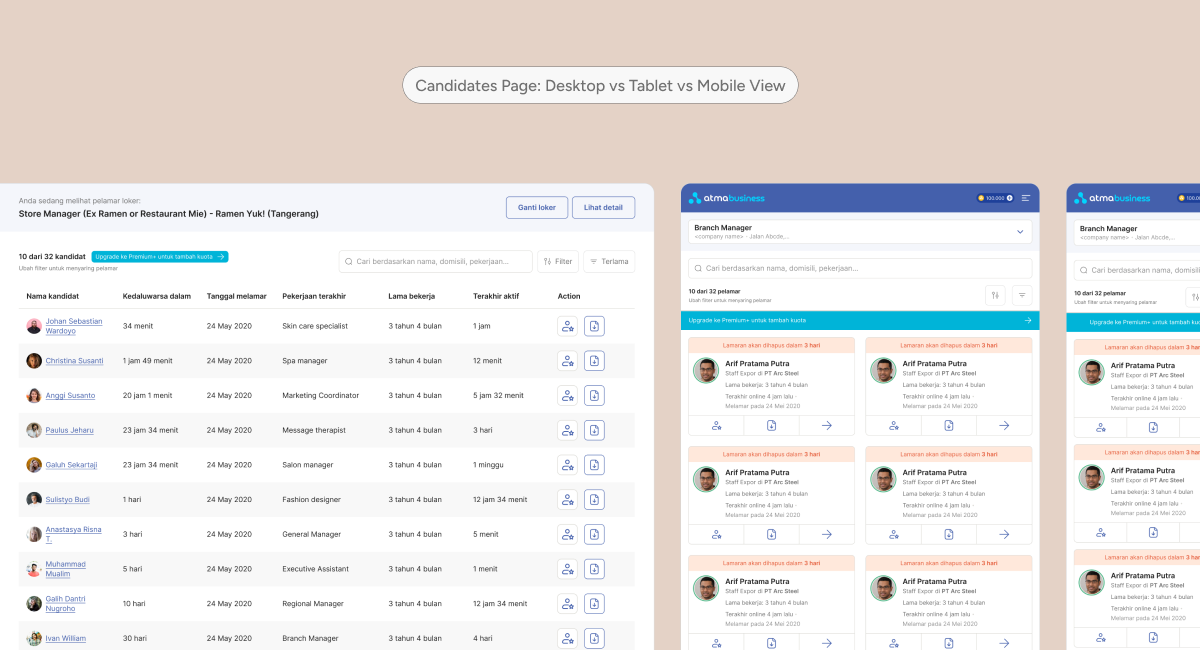 Candidates Page: Desktop vs Tablet vs Mobile View
Anda sedang melihat pelamar loker:
Store Manager (Ex Ramen or Restaurant Mie) - Ramen Yuk! (Tangerang)
Ganti loker
Lihat detail
10 dari 32 kandidat
Upgrade ke Premium+ untuk tambah kuota
Ubah filter untuk menyaring pelamar
Cari berdasarkan nama, domisili, pekerjaan...
Filter
Terlama
Nama kandidat Kedaluwarsa dalam Tanggal melamar Pekerjaan terakhir Lama bekerja Terakhir aktif Action
Johan Sebastian
Wardoyo
34 menit 24 May 2020 Skin care specialist 3 tahun 4 bulan 1 jam
Christina Susanti 1 jam 49 menit 24 May 2020 Spa manager 3 tahun 4 bulan 12 menit
Anggi Susanto 20 jam 1 menit 24 May 2020 Marketing Coordinator 3 tahun 4 bulan 5 jam 32 menit
Paulus Jeharu 23 jam 34 menit 24 May 2020 Message therapist 3 tahun 4 bulan 3 hari
Galuh Sekartaji 23 jam 34 menit 24 May 2020 Salon manager 3 tahun 4 bulan 1 minggu
Sulistyo Budi 1 hari 24 May 2020 Fashion designer 3 tahun 4 bulan 12 jam 34 menit
Anastasya Risna
T.
3 hari 24 May 2020 General Manager 3 tahun 4 bulan 5 menit
Muhammad
Mualim
5 hari 24 May 2020 Executive Assistant 3 tahun 4 bulan 1 menit
Galih Dantri
Nugroho
10 hari 24 May 2020 Regional Manager 3 tahun 4 bulan 12 jam 34 menit
Ivan William 30 hari 24 May 2020 Branch Manager 3 tahun 4 bulan 4 hari
atmabusiness
100.000
Branch Manager
<company name> · Jalan Abcde,...
Cari berdasarkan nama, domisili, pekerjaan...
10 dari 32 pelamar
Ubah filter untuk menyaring pelamar
Upgrade ke Premium+ untuk tambah kuota
Lamaran akan dihapus dalam 3 hari
Arif Pratama Putra
Staff Expor di PT Arc Steel
Lama bekerja: 3 tahun 4 bulan
Terakhir online 4 jam lalu ·
Melamar pada 24 Mei 2020
Lamaran akan dihapus dalam 3 hari
Arif Pratama Putra
Staff Expor di PT Arc Steel
Lama bekerja: 3 tahun 4 bulan
Terakhir online 4 jam lalu ·
Melamar pada 24 Mei 2020
Lamaran akan dihapus dalam 3 hari
Arif Pratama Putra
Staff Expor di PT Arc Steel
Lama bekerja: 3 tahun 4 bulan
Terakhir online 4 jam lalu ·
Melamar pada 24 Mei 2020
Lamaran akan dihapus dalam 3 hari
Arif Pratama Putra
Staff Expor di PT Arc Steel
Lama bekerja: 3 tahun 4 bulan
Terakhir online 4 jam lalu ·
Melamar pada 24 Mei 2020
Lamaran akan dihapus dalam 3 hari
Arif Pratama Putra
Staff Expor di PT Arc Steel
Lama bekerja: 3 tahun 4 bulan
Terakhir online 4 jam lalu ·
Melamar pada 24 Mei 2020
Lamaran akan dihapus dalam 3 hari
Arif Pratama Putra
Staff Expor di PT Arc Steel
Lama bekerja: 3 tahun 4 bulan
Terakhir online 4 jam lalu ·
Melamar pada 24 Mei 2020
atmabusiness
Branch Manager
<company name> · Jalan Abcde,...
Cari berdasarkan nama, domisili
10 dari 32 pelamar
Ubah filter untuk menyaring pelamar
Upgrade ke Premium+ untuk tambah
Lamaran akan dihapus dalam
Arif Pratama Putra
Staff Expor di PT Arc Steel
Lama bekerja: 3 tahun 4 bulan
Terakhir online 4 jam lalu ·
Melamar pada 24 Mei 2020
Lamaran akan dihapus dalam
Arif Pratama Putra
Staff Expor di PT Arc Steel
Lama bekerja: 3 tahun 4 bulan
Terakhir online 4 jam lalu ·
Melamar pada 24 Mei 2020
Lamaran akan dihapus dalam
Arif Pratama Putra
Staff Expor di PT Arc Steel
Lama bekerja: 3 tahun 4 bulan
Terakhir online 4 jam lalu ·
Melamar pada 24 Mei 2020